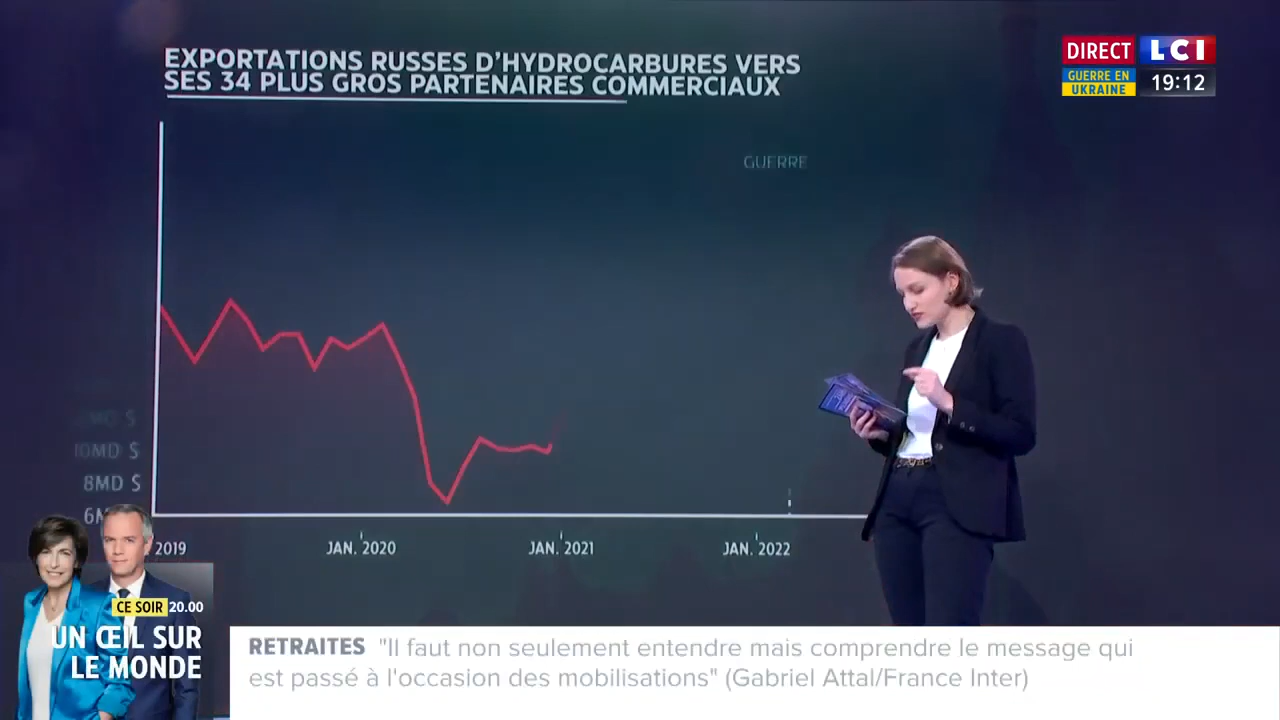 EXPORTATIONS RUSSES D'HYDROCARBURES VERS
SES 34 PLUS GROS PARTENAIRES COMMERCIAUX
DIRECT LCI
GUERRE EN
UKRAINE
19:12
GUERRE
10MD $
8MD $
2019
JAN. 2020
JAN. 2021
JAN. 2022
CE SOIR 20.00
UN ŒIL SUR
LE MONDE
RETRAITES "Il faut non seulement entendre mais comprendre le message qui
est passé à l'occasion des mobilisations" (Gabriel Attal/France Inter)